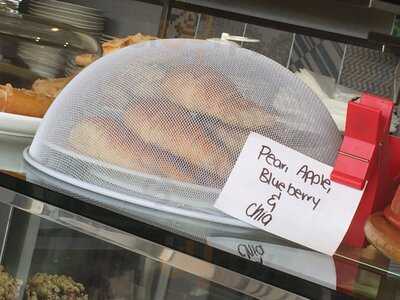 Pear, Apple,
Blueberry
&
Chia